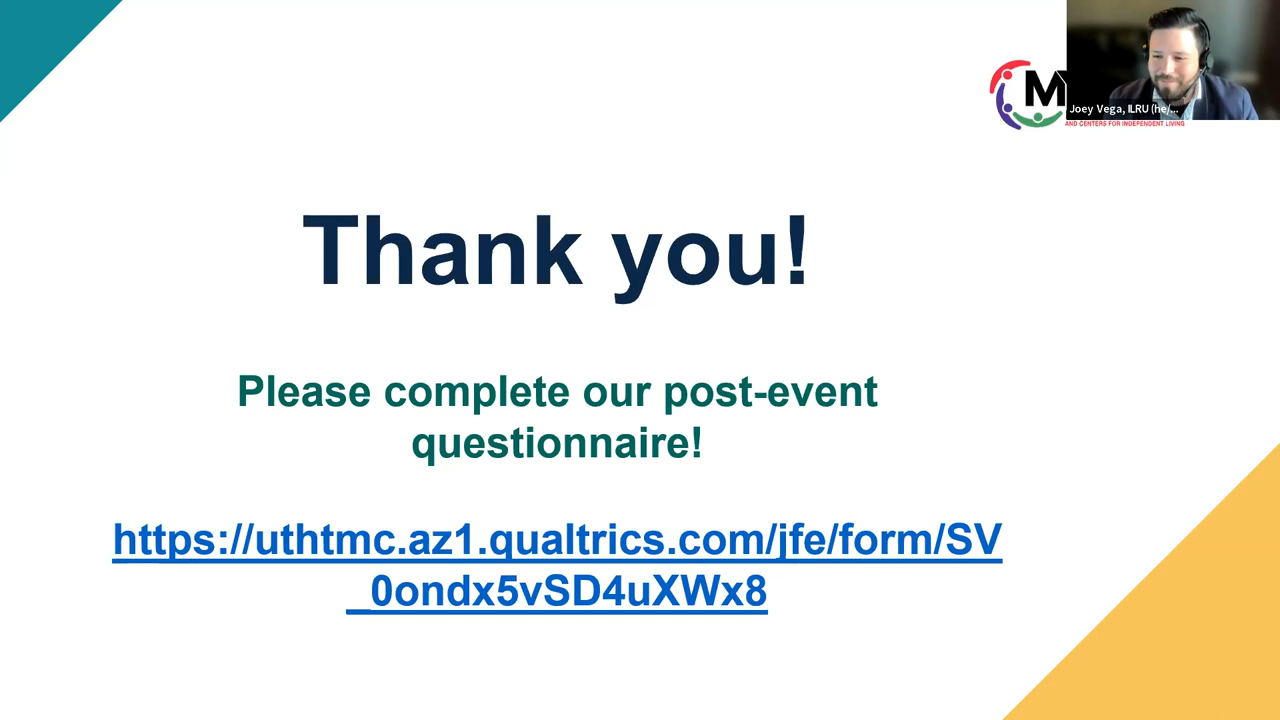 M
Joey Vega, ILRU (he/...
AND CENTERS FOR INDEPENDENT LIVING
Thank you!
Please complete our post-event
questionnaire!
https://uthtmc.az1.qualtrics.com/jfe/form/SV
_0ondx5vSD4uXWx8